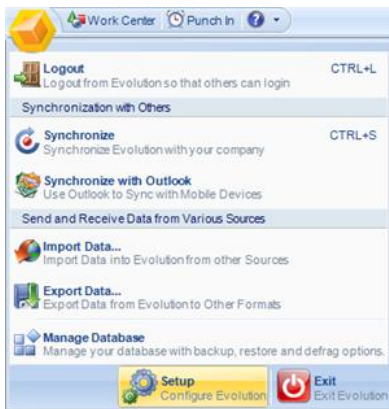 Work Center Punch In
Logout CTRL+L
Logout from Evolution so that others can login
Synchronization with Others
Synchronize CTRL+S
Synchronize Evolution with your company
Synchronize with Outlook
Use Outlook to Sync with Mobile Devices
Send and Receive Data from Various Sources
Import Data...
Import Data into Evolution from other Sources
Export Data...
Export Data from Evolution to Other Formats
Manage Database
Manage your database with backup, restore and defrag options.
Setup Exit
Configure Evolution Exit Evolution